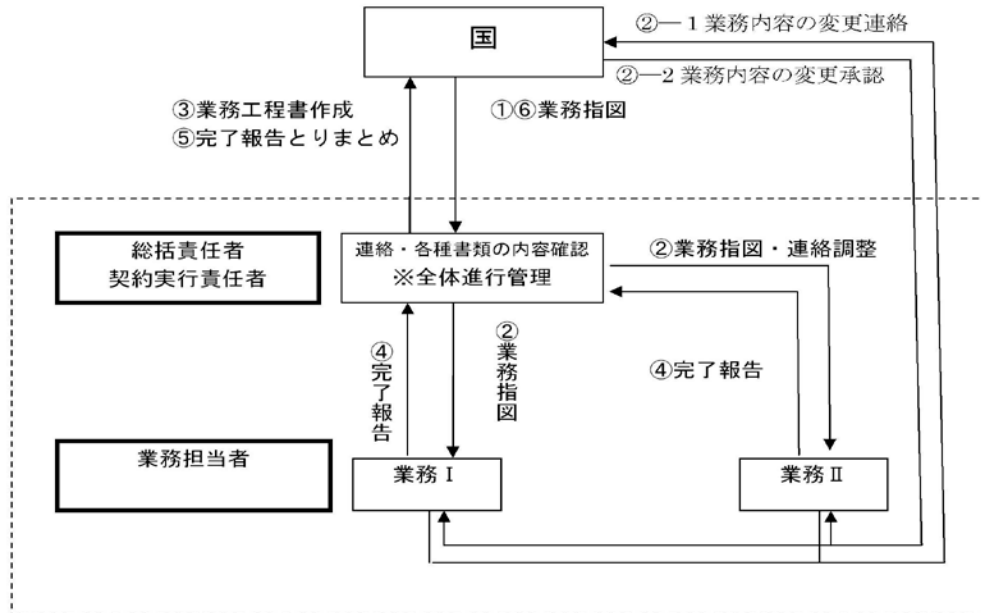 国
②―1業務内容の変更連絡
②―2業務内容の変更承認
③業務工程書作成
⑤完了報告とりまとめ
①⑥業務指図
総括責任者
契約実行責任者
連絡・各種書類の内容確認
※全体進行管理
②業務指図・連絡調整
④完了報告
②業務指図
④完了報告
業務担当者
業務Ⅰ
業務Ⅱ